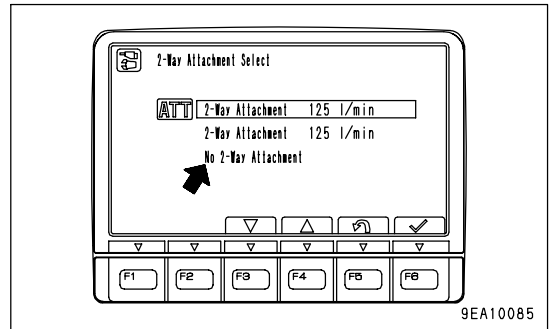 2-Way Attachment Select
ATT 2-Way Attachment 125 l/min
2-Way Attachment 125 l/min
No 2-Way Attachment
F1 F2 F3 F4 F5 F6
9EA10085